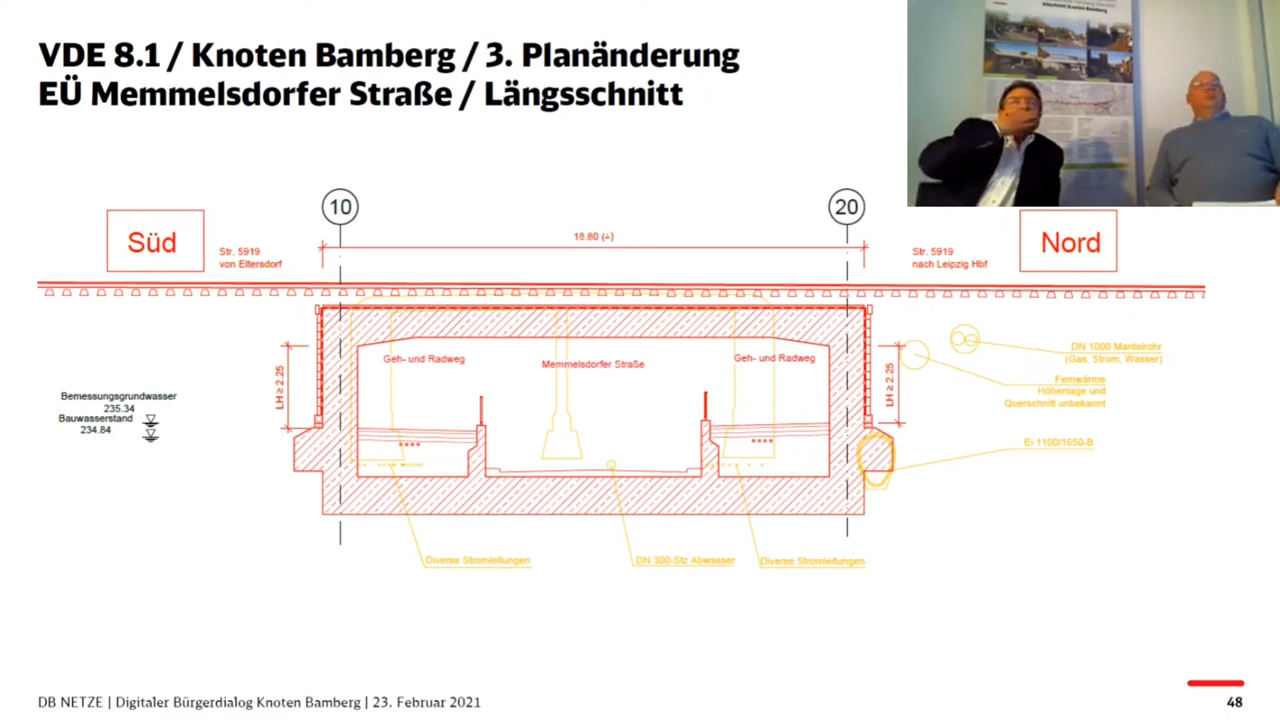 VDE 8.1 / Knoten Bamberg / 3. Planänderung
EÜ Memmelsdorfer Straße / Längsschnitt
Abschnitt Knoten Bamberg
10
20
Süd
Str. 5919
von Eltersdorf
18.80 (⊥)
Str. 5919
nach Leipzig Hbf
Nord
Geh- und Radweg
Memmelsdorfer Straße
Geh- und Radweg
LH ≥ 2.25
LH ≥ 2.25
DN 1000 Mantelrohr
(Gas, Strom, Wasser)
Fernwärme
Höhenlage und
Querschnitt unbekannt
Bemessungsgrundwasser
235.34
Bauwasserstand
234.84
Ei 1100/1650-B
Diverse Stromleitungen
DN 300-Stz Abwasser
Diverse Stromleitungen
DB NETZE | Digitaler Bürgerdialog Knoten Bamberg | 23. Februar 2021
48